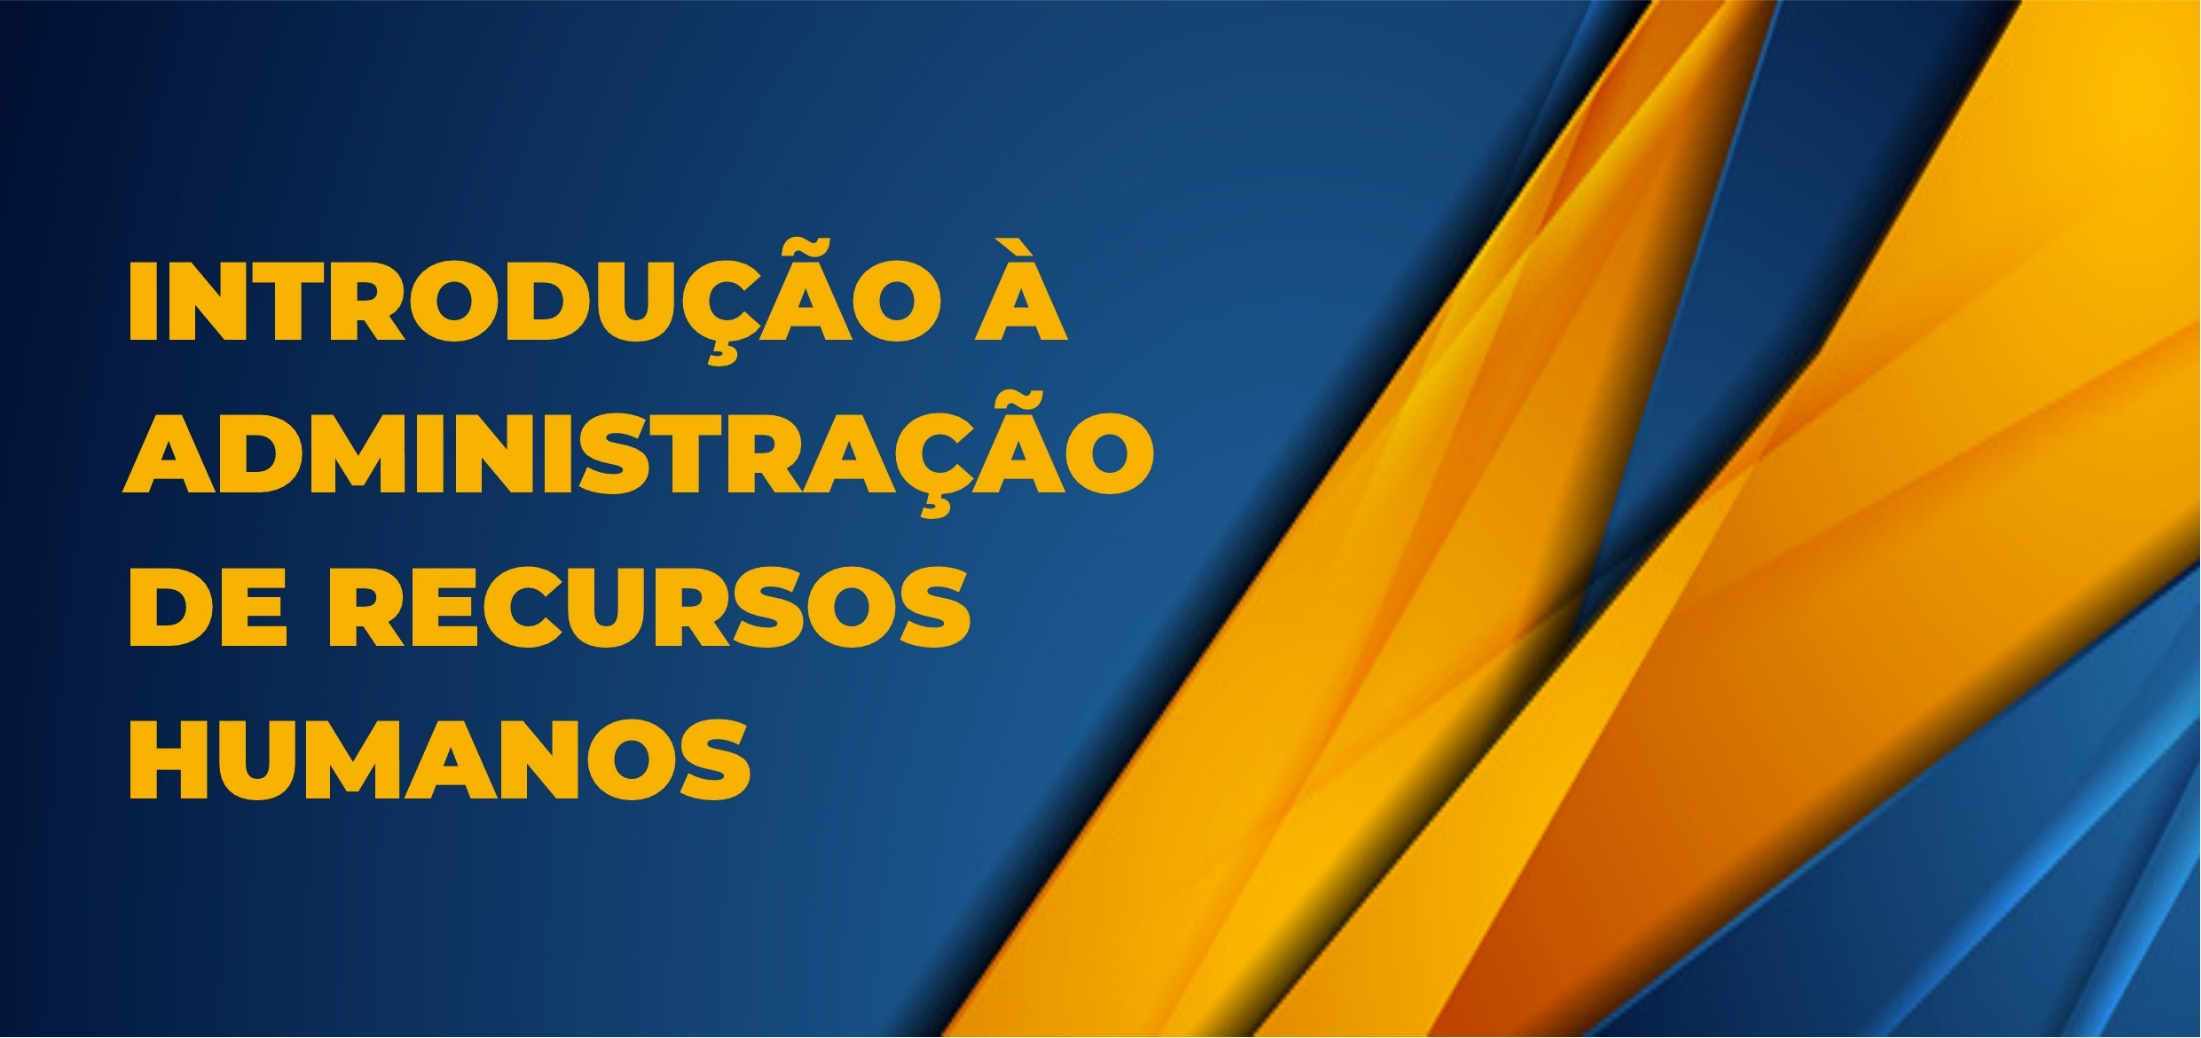 INTRODUÇÃO À
ADMINISTRAÇÃO
DE RECURSOS
HUMANOS